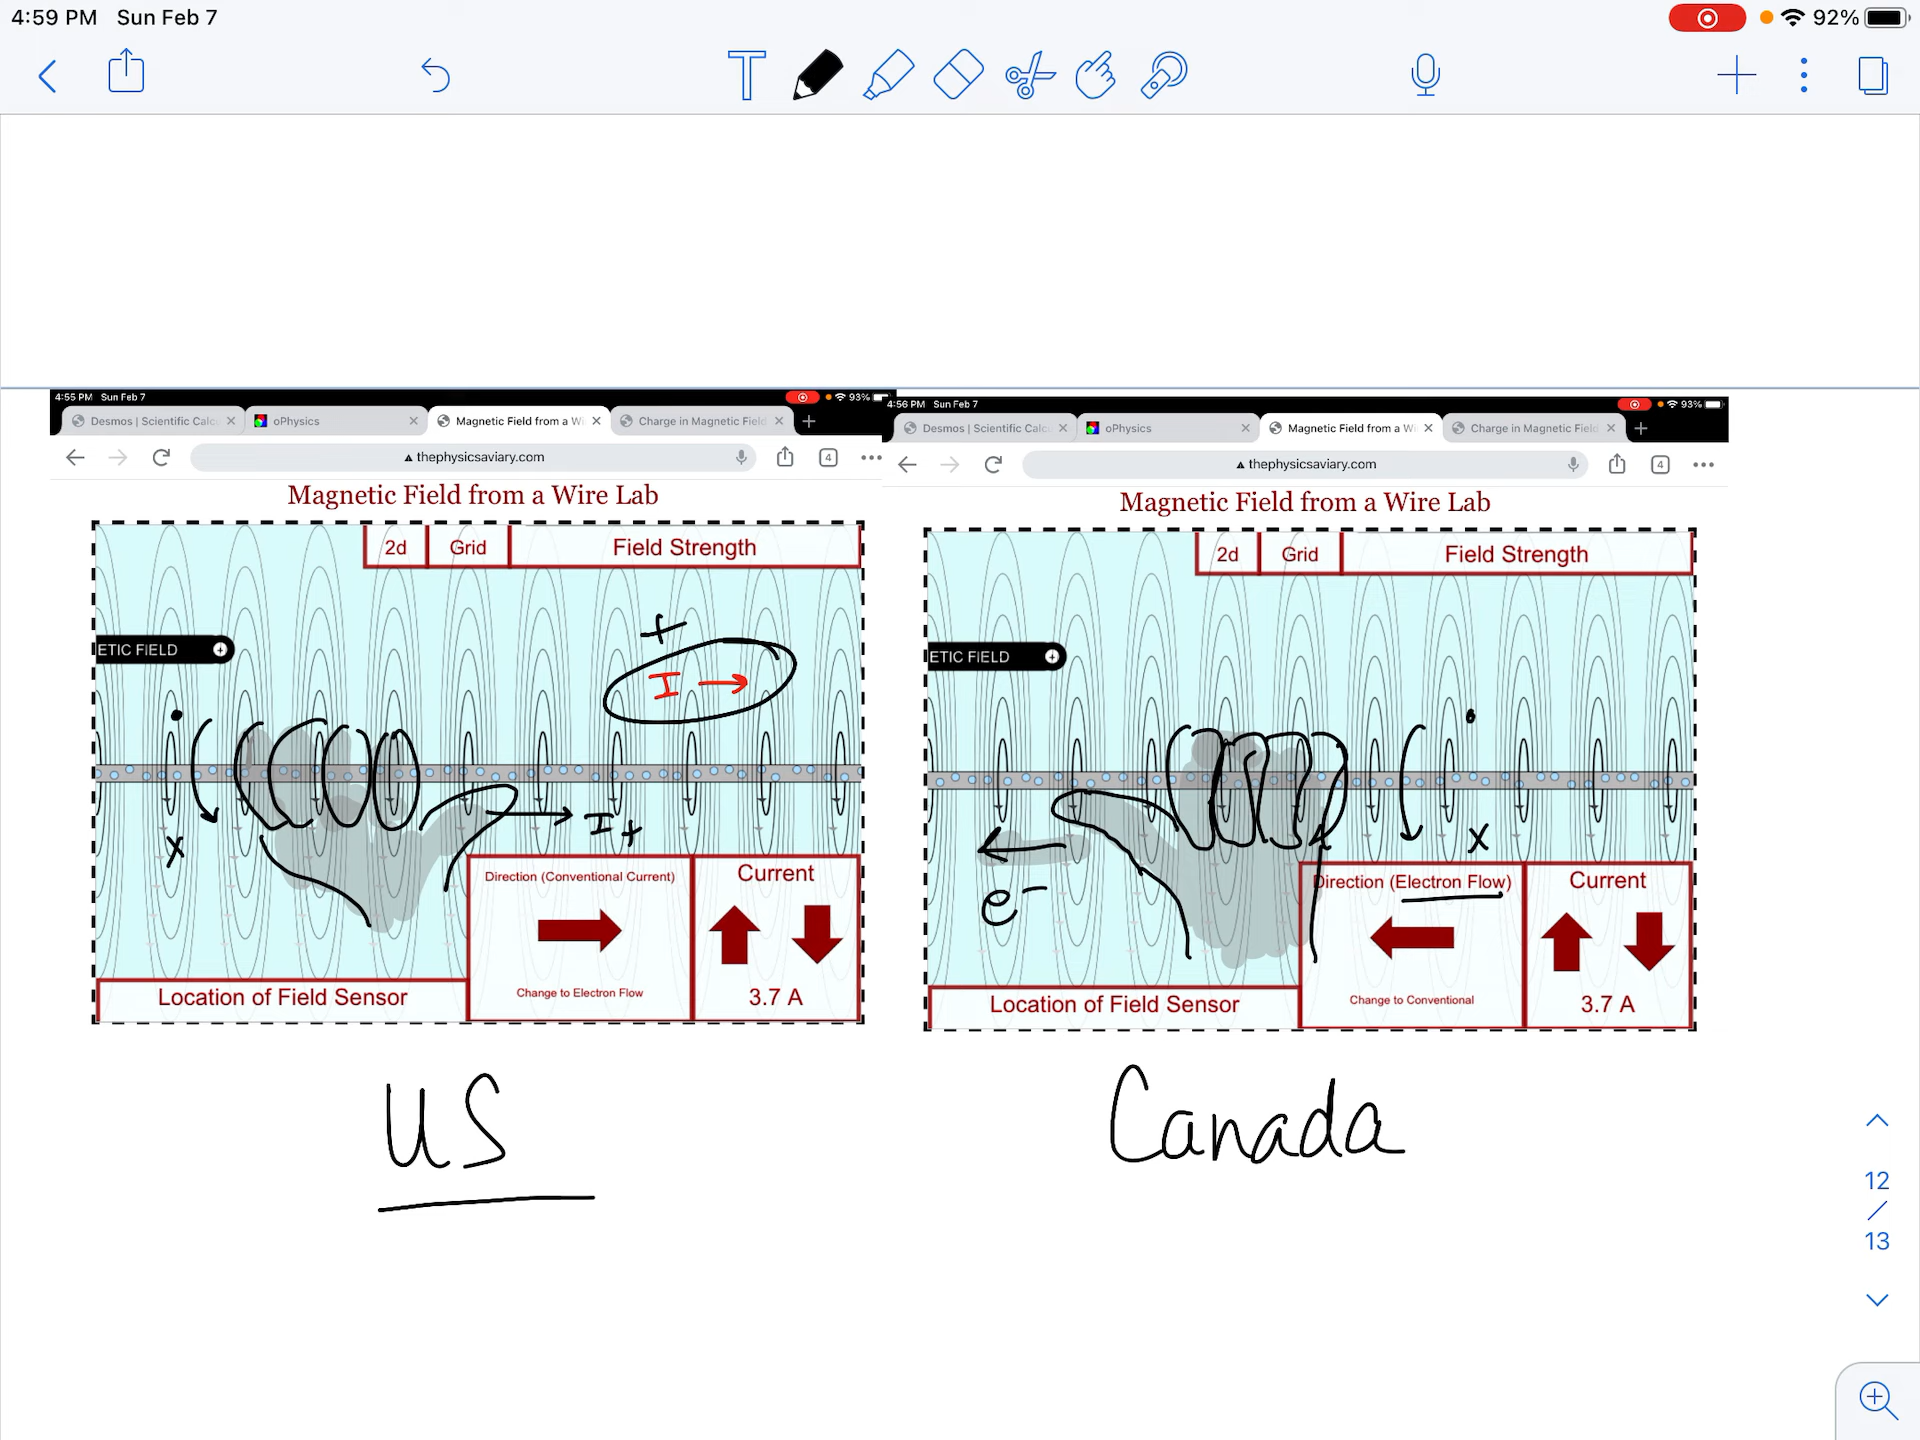 4:59 PM Sun Feb 7
92%
T
4:55 PM Sun Feb 7
93%
Desmos | Scientific Calc
oPhysics
Magnetic Field from a Wi
Charge in Magnetic Field
thephysicsaviary.com
4
Magnetic Field from a Wire Lab
2d
Grid
Field Strength
ETIC FIELD
+
I →
X
I +
Direction (Conventional Current)
Change to Electron Flow
Current
3.7 A
Location of Field Sensor
4:56 PM Sun Feb 7
93%
Desmos | Scientific Calc
oPhysics
Magnetic Field from a Wi
Charge in Magnetic Field
thephysicsaviary.com
4
Magnetic Field from a Wire Lab
2d
Grid
Field Strength
ETIC FIELD
X
e-
Direction (Electron Flow)
Change to Conventional
Current
3.7 A
Location of Field Sensor
US
Canada
12
/
13